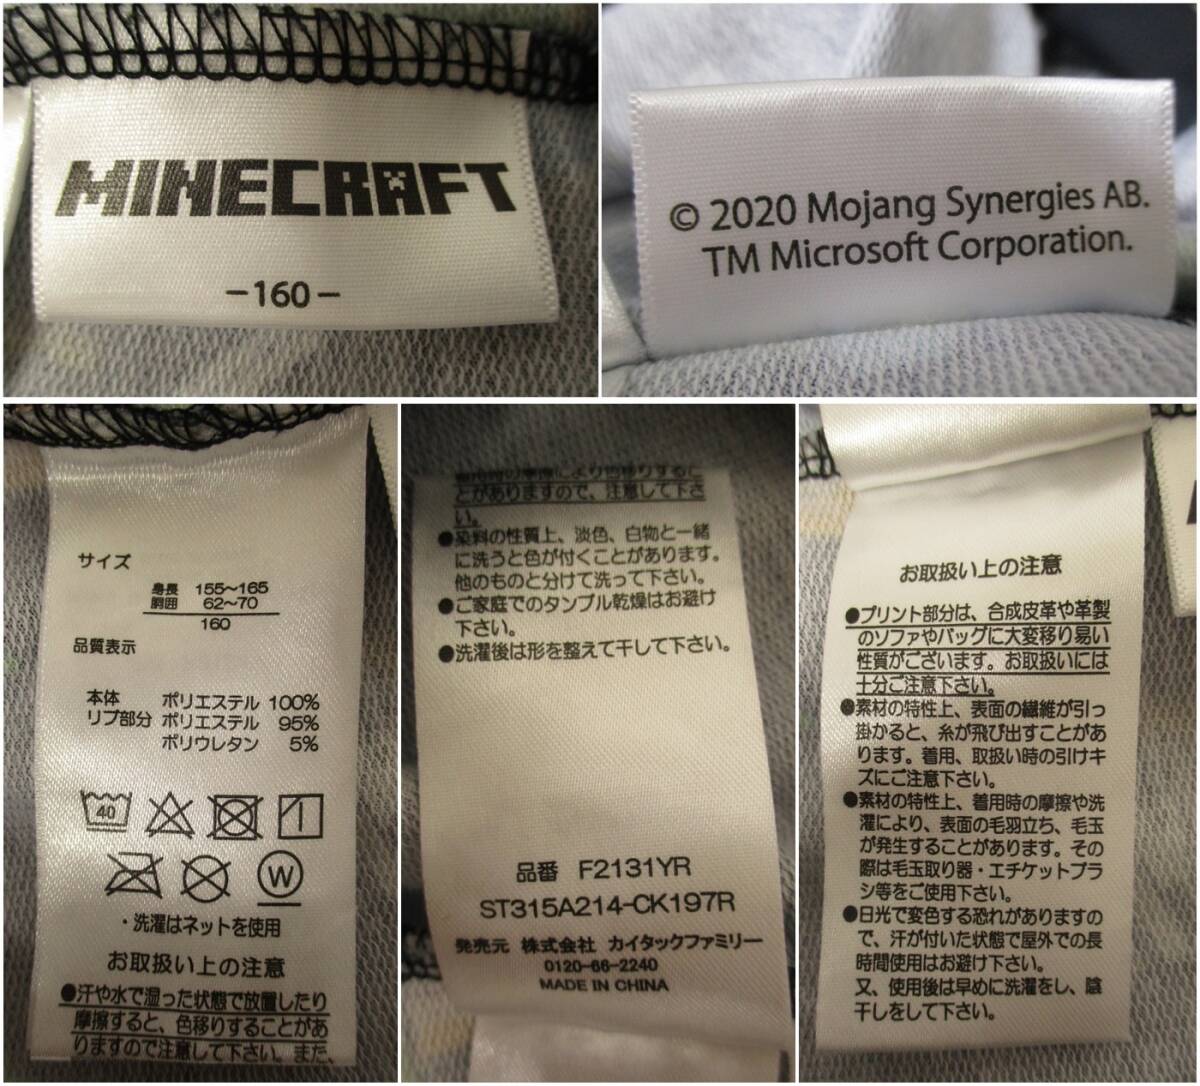 MINECRAFT
-160-
© 2020 Mojang Synergies AB.
TM Microsoft Corporation.
サイズ
身長 155~165
胴囲 62~70
160
品質表示
本体 ポリエステル 100%
リブ部分 ポリエステル 95%
ポリウレタン 5%
40
W
・洗濯はネットを使用
お取扱い上の注意
●汗や水で湿った状態で放置したり
摩擦すると、色移りすることがあ
りますので注意して下さい。また、
着用時の摩擦により色移りするこ
とがありますので、注意して下さ
い。
●染料の性質上、淡色、白物と一緒
に洗うと色が付くことがあります。
他のものと分けて洗って下さい。
●ご家庭でのタンブル乾燥はお避け
下さい。
●洗濯後は形を整えて干して下さい。
品番 F2131YR
ST315A214-CK197R
発売元 株式会社 カイタックファミリー
0120-66-2240
MADE IN CHINA
お取扱い上の注意
●プリント部分は、合成皮革や革製
のソファやバッグに大変移り易い
性質がございます。お取扱いには
十分ご注意下さい。
●素材の特性上、表面の繊維が引っ
掛かると、糸が飛び出すことがあ
ります。着用、取扱い時の引けキ
ズにご注意下さい。
●素材の特性上、着用時の摩擦や洗
濯により、表面の毛羽立ち、毛玉
が発生することがあります。その
際は毛玉取り器・エチケットブラ
シ等をご使用下さい。
●日光で変色する恐れがありますの
で、汗が付いた状態で屋外での長
時間使用はお避け下さい。
又、使用後は早めに洗濯をし、陰
干しをして下さい。